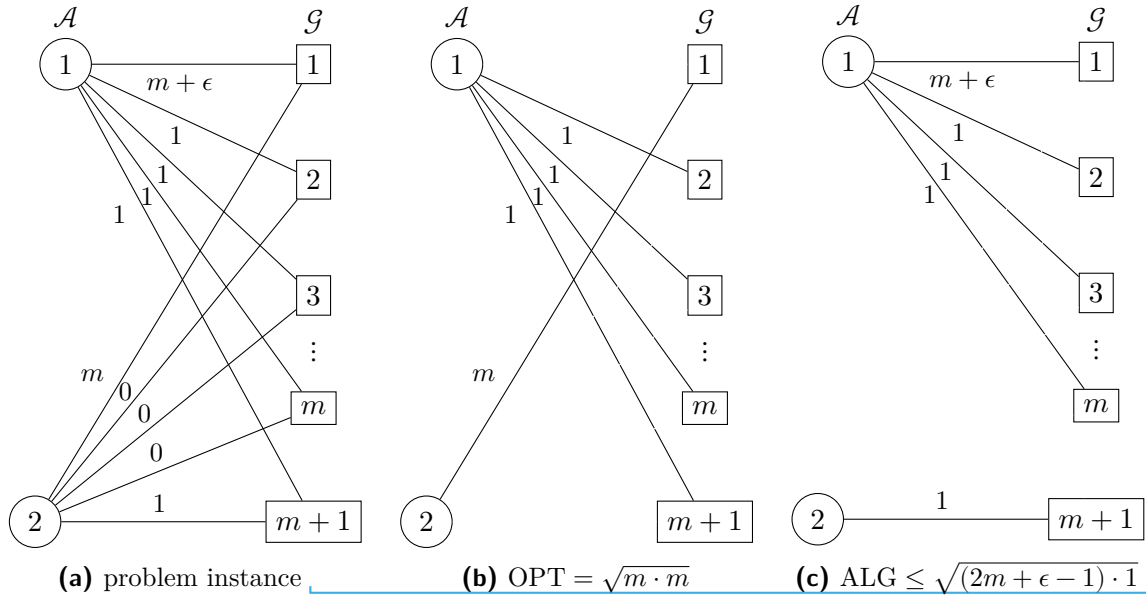 𝒜 𝒢 𝒜 𝒢 𝒜 𝒢
1 1 1 1 1 1
m + ϵ m + ϵ
1 1 1
2 2 2
1 1 1
1 1 1
1 1
3 3 3
⋮ ⋮ ⋮
m 0 m
0 m m m
0
1 1
2 m + 1 2 m + 1 2 m + 1
(a) problem instance (b) OPT = √m · m (c) ALG ≤ √(2m + ϵ − 1) · 1